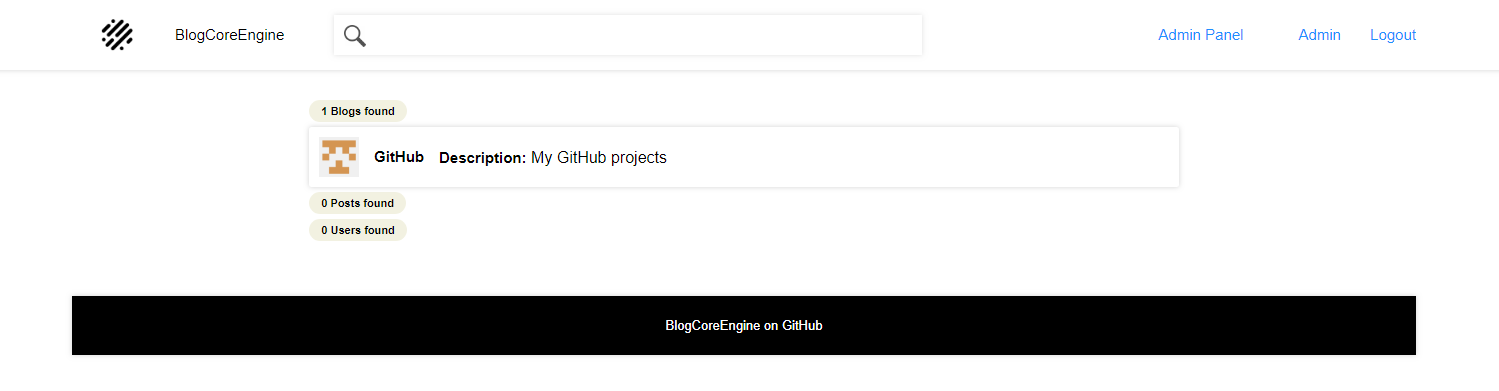 BlogCoreEngine
Admin Panel
Admin
Logout
1 Blogs found
GitHub Description: My GitHub projects
0 Posts found
0 Users found
BlogCoreEngine on GitHub